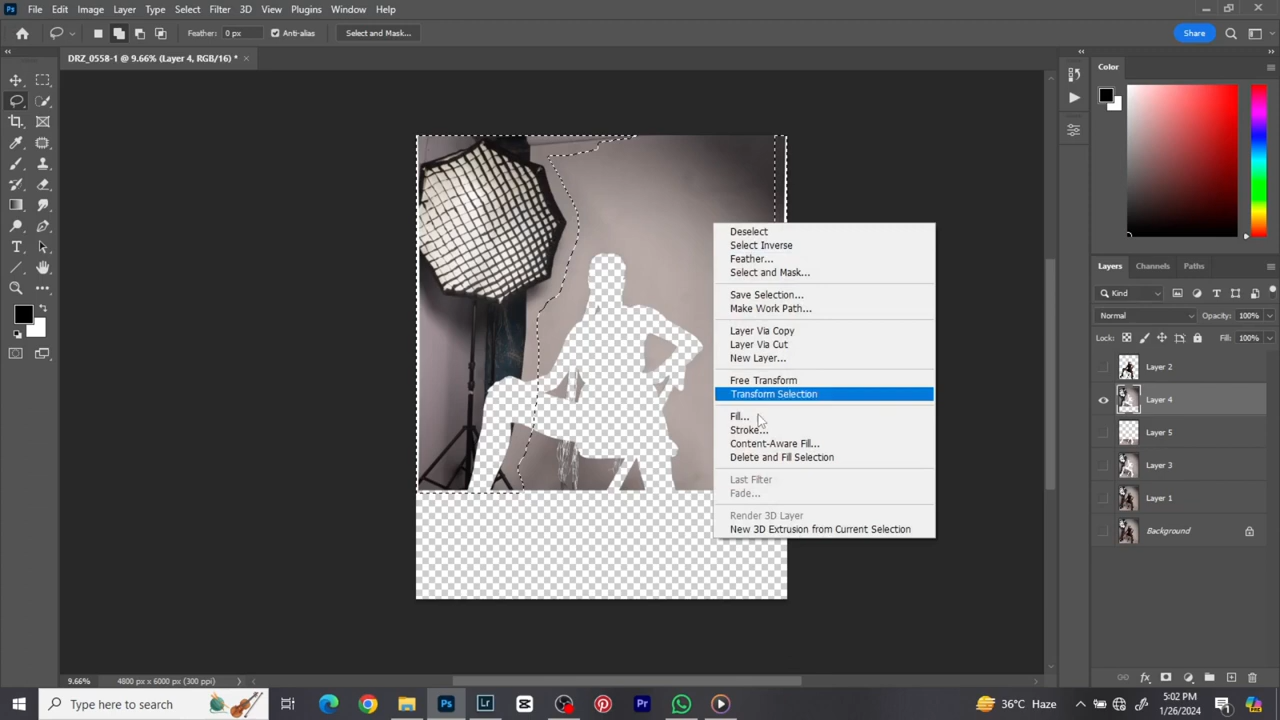 Ps File Edit Image Layer Type Select Filter 3D View Plugins Window Help
Feather: 0 px Anti-alias Select and Mask... Share
DRZ_0558-1 @ 9.66% (Layer 4, RGB/16) *
Color
Deselect
Select Inverse
Feather...
Select and Mask...
Save Selection...
Make Work Path...
Layer Via Copy
Layer Via Cut
New Layer...
Free Transform
Transform Selection
Fill...
Stroke...
Content-Aware Fill...
Delete and Fill Selection
Last Filter
Fade...
Render 3D Layer
New 3D Extrusion from Current Selection
Layers Channels Paths
Kind
Normal Opacity: 100%
Lock: Fill: 100%
Layer 2
Layer 4
Layer 5
Layer 3
Layer 1
Background
9.66% 4800 px x 6000 px (300 ppi)
Type here to search
Ps Lrc Pr
36°C Haze
5:02 PM
1/26/2024